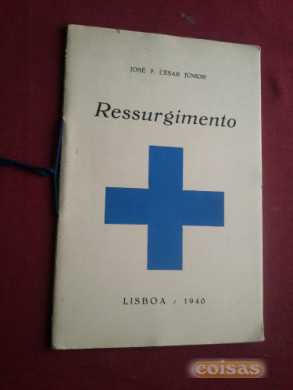 JOSÉ F. CÉSAR JÚNIOR
Ressurgimento
LISBOA / 1940
coisas